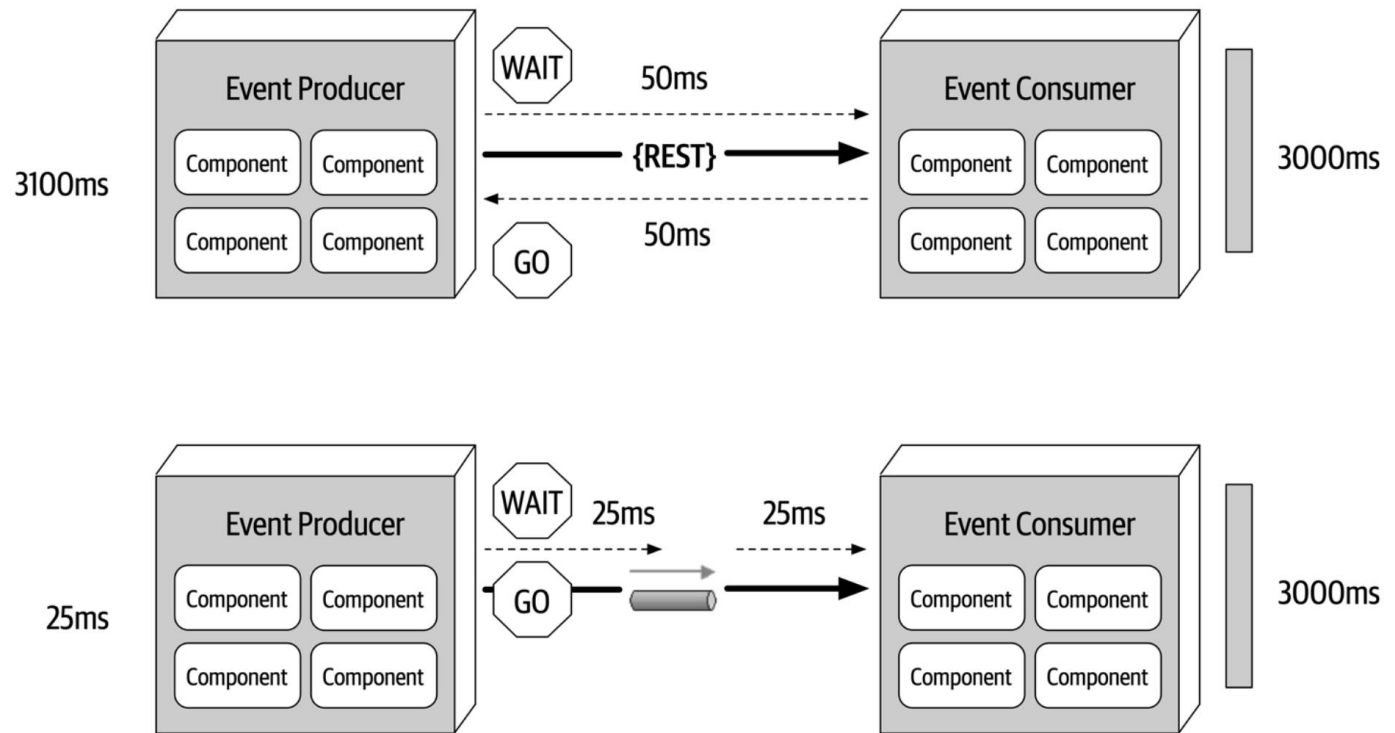 WAIT
50ms
Event Producer
Event Consumer
Component
Component
{REST}
Component
Component
3100ms
3000ms
Component
Component
50ms
Component
Component
GO
WAIT
25ms
25ms
Event Producer
Event Consumer
Component
Component
GO
Component
Component
25ms
3000ms
Component
Component
Component
Component